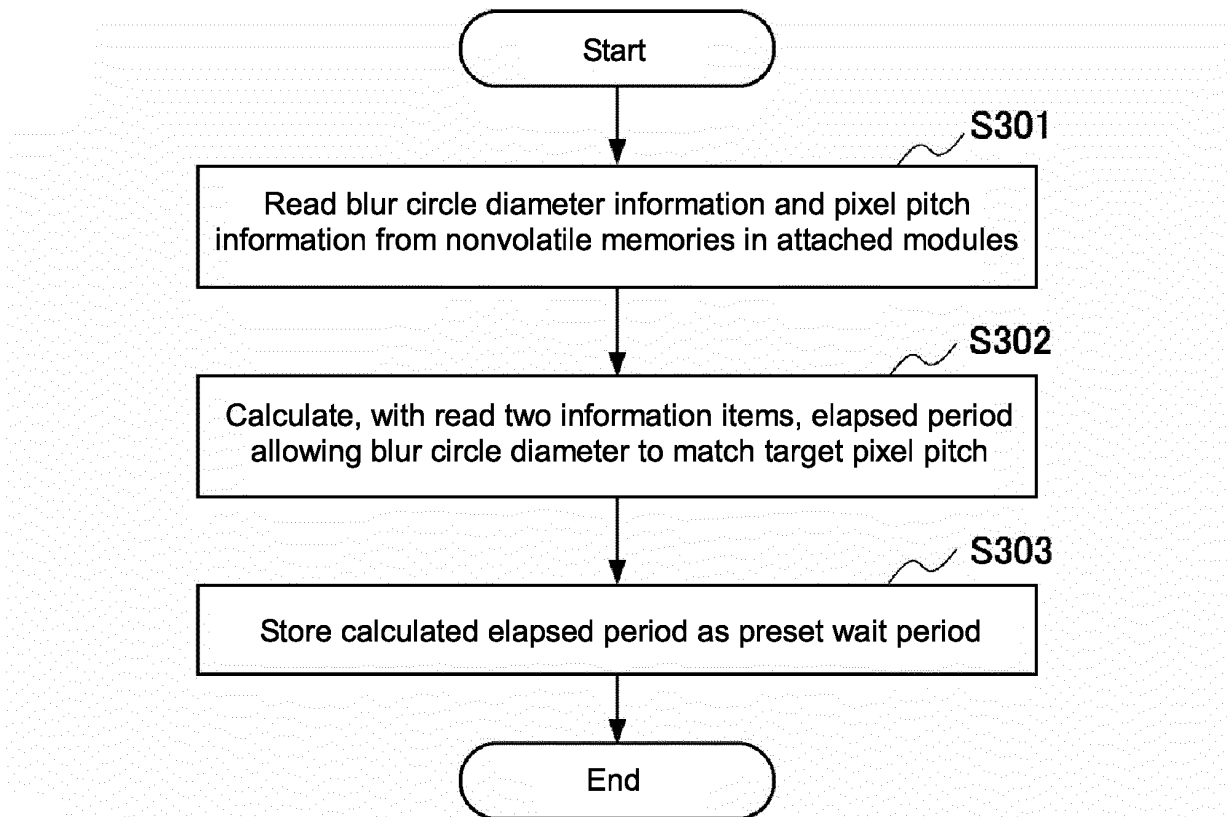 Start
S301
Read blur circle diameter information and pixel pitch
information from nonvolatile memories in attached modules
S302
Calculate, with read two information items, elapsed period
allowing blur circle diameter to match target pixel pitch
S303
Store calculated elapsed period as preset wait period
End